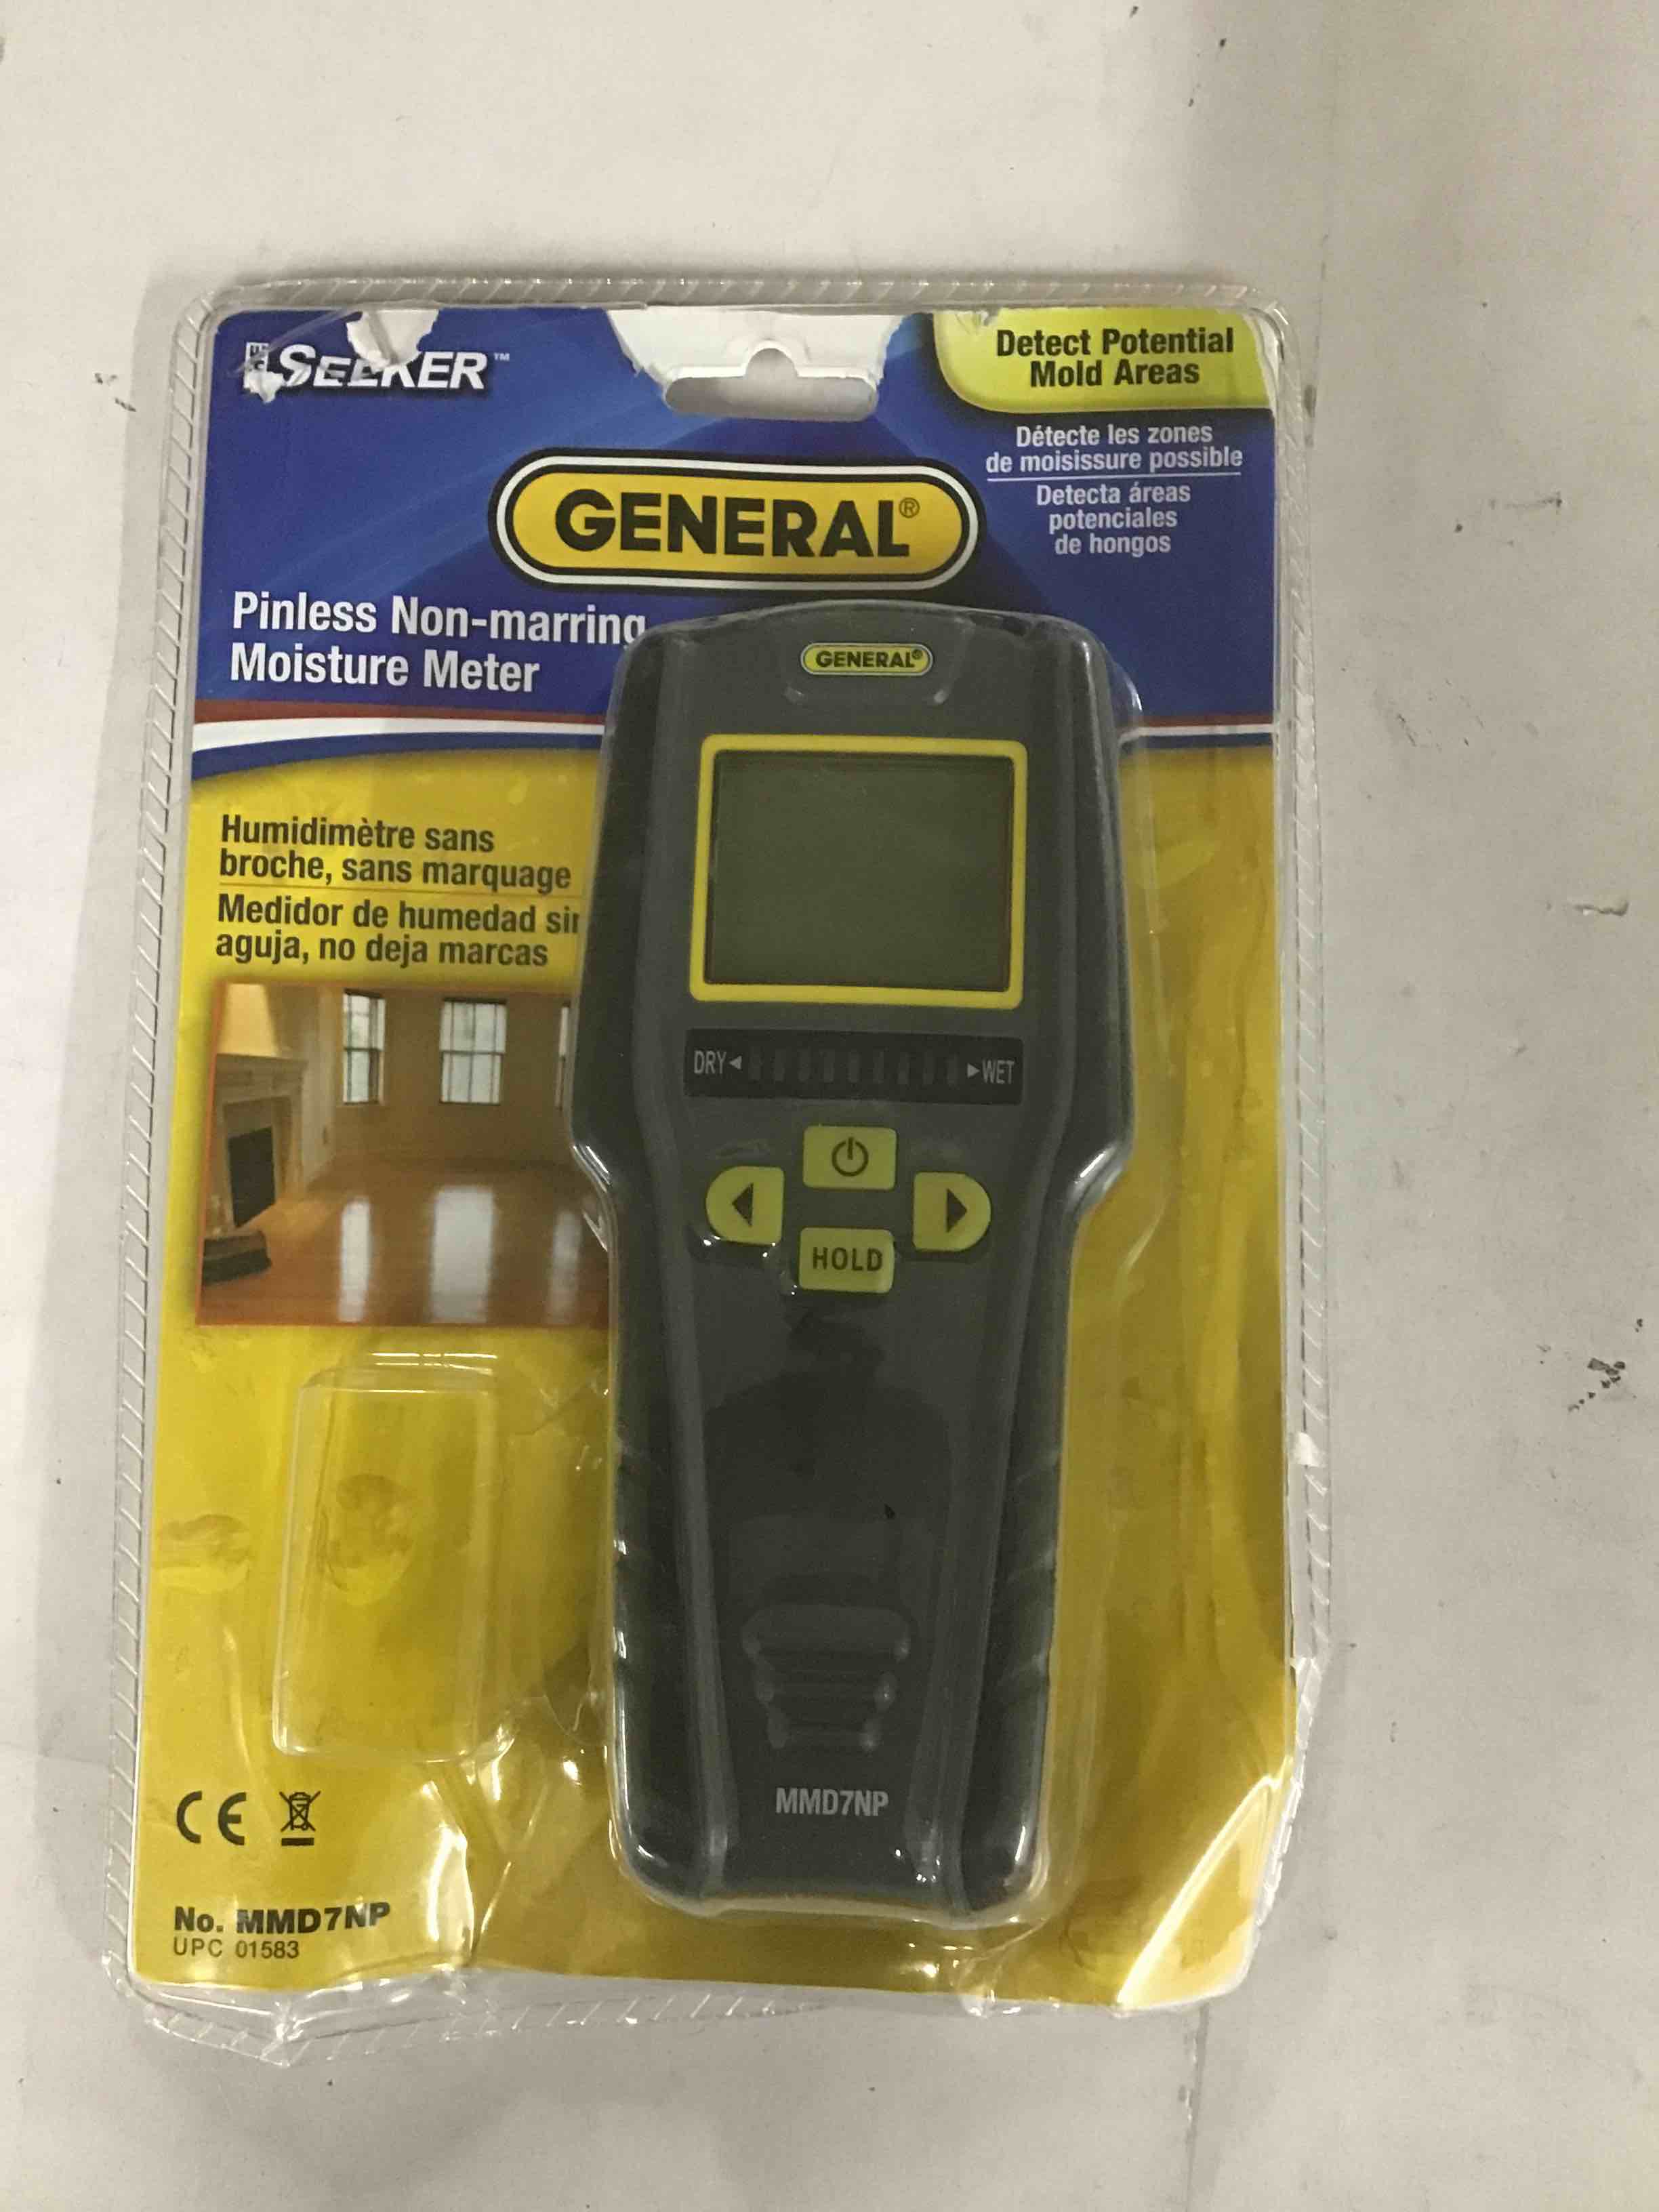 SEEKER™
Detect Potential
Mold Areas
Détecte les zones
de moisissure possible
Detecta áreas
potenciales
de hongos
GENERAL®
Pinless Non-marring
Moisture Meter
Humidimètre sans
broche, sans marquage
Medidor de humedad sin
aguja, no deja marcas
GENERAL®
DRY◄ ►WET
HOLD
MMD7NP
CE
No. MMD7NP
UPC 01583